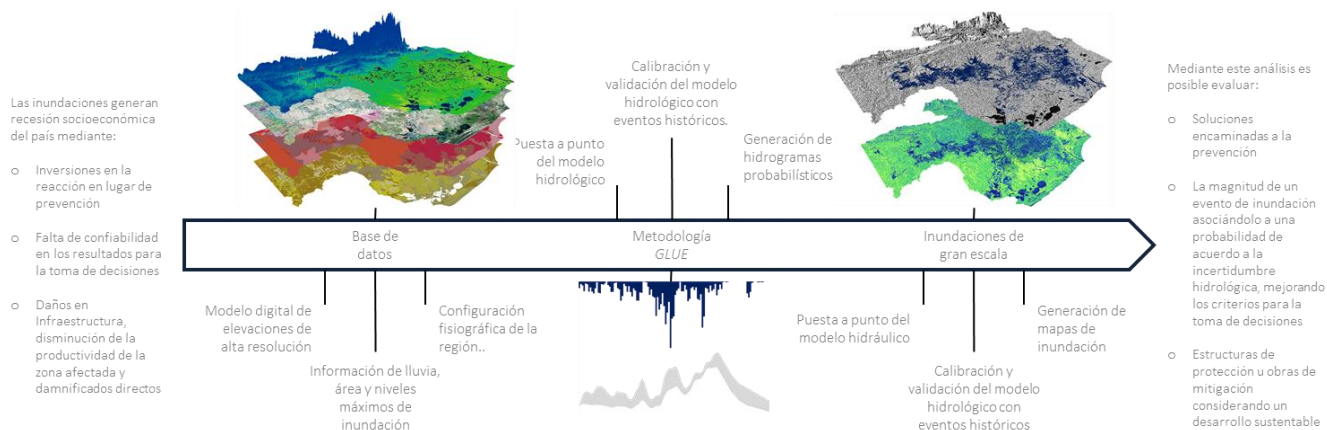 Las inundaciones generan
recesión socioeconómica
del país mediante:
o Inversiones en la
reacción en lugar de
prevención
o Falta de confiabilidad
en los resultados para
la toma de decisiones
o Daños en
Infraestructura,
disminución de la
productividad de la
zona afectada y
damnificados directos
Calibración y
validación del modelo
hidrológico con
eventos históricos.
Puesta a punto
del modelo
hidrológico
Generación de
hidrogramas
probabilísticos
Base de
datos
Metodología
GLUE
Inundaciones de
gran escala
Modelo digital de
elevaciones de
alta resolución
Configuración
fisiográfica de la
región..
Información de lluvia,
área y niveles
máximos de
inundación
Puesta a punto del
modelo hidráulico
Generación de
mapas de
inundación
Calibración y
validación del modelo
hidrológico con
eventos históricos
Mediante este análisis es
posible evaluar:
o Soluciones
encaminadas a la
prevención
o La magnitud de un
evento de inundación
asociándolo a una
probabilidad de
acuerdo a la
incertidumbre
hidrológica, mejorando
los criterios para la
toma de decisiones
o Estructuras de
protección u obras de
mitigación
considerando un
desarrollo sustentable